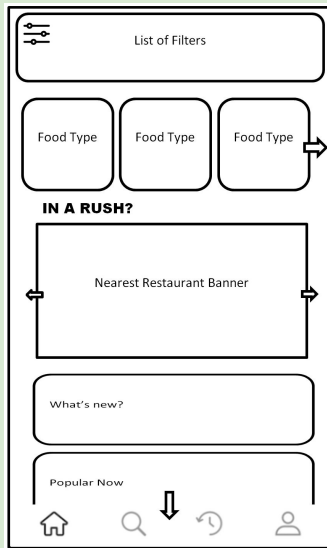 List of Filters
Food Type Food Type Food Type
IN A RUSH?
Nearest Restaurant Banner
What's new?
Popular Now